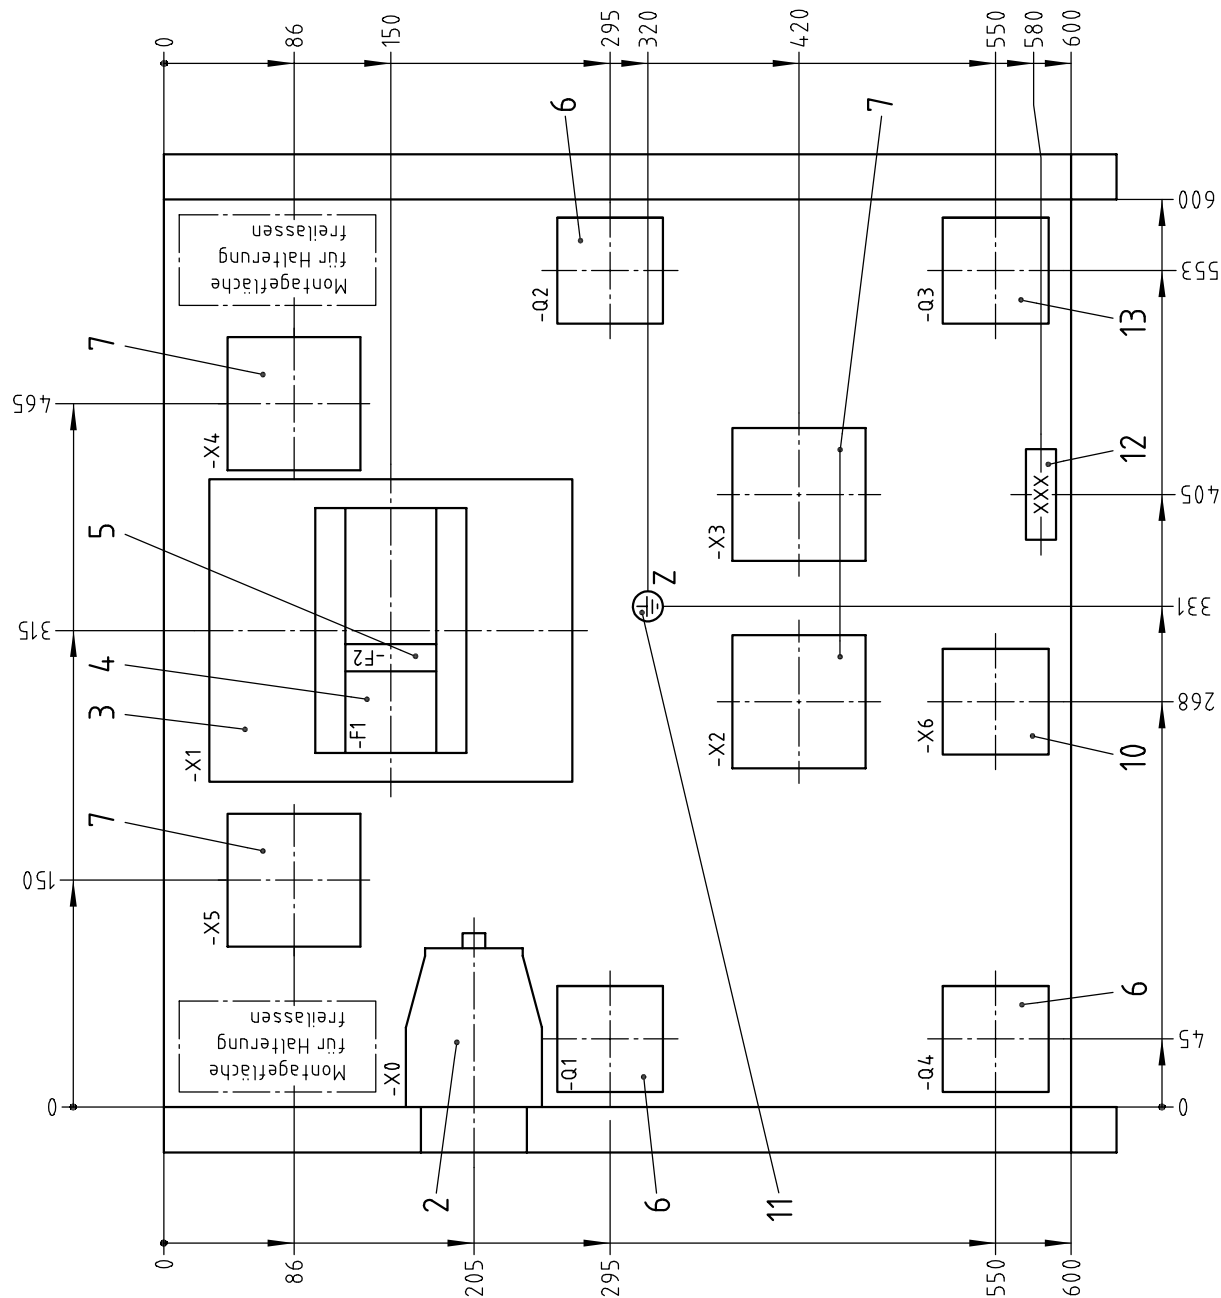 0
86
150
295
320
420
550
580
600
6
7
600
Montagefläche
für Halterung
freilassen
-Q2
-Q3
553
13
7
465
-X4
12
405
XXX
-X3
5
Z
331
315
4
-F2
-F1
3
-X1
-X2
-X6
268
10
7
150
-X5
Montagefläche
für Halterung
freilassen
-X0
-Q1
-Q4
6
45
0
0
2
6
11
0
86
205
295
550
600